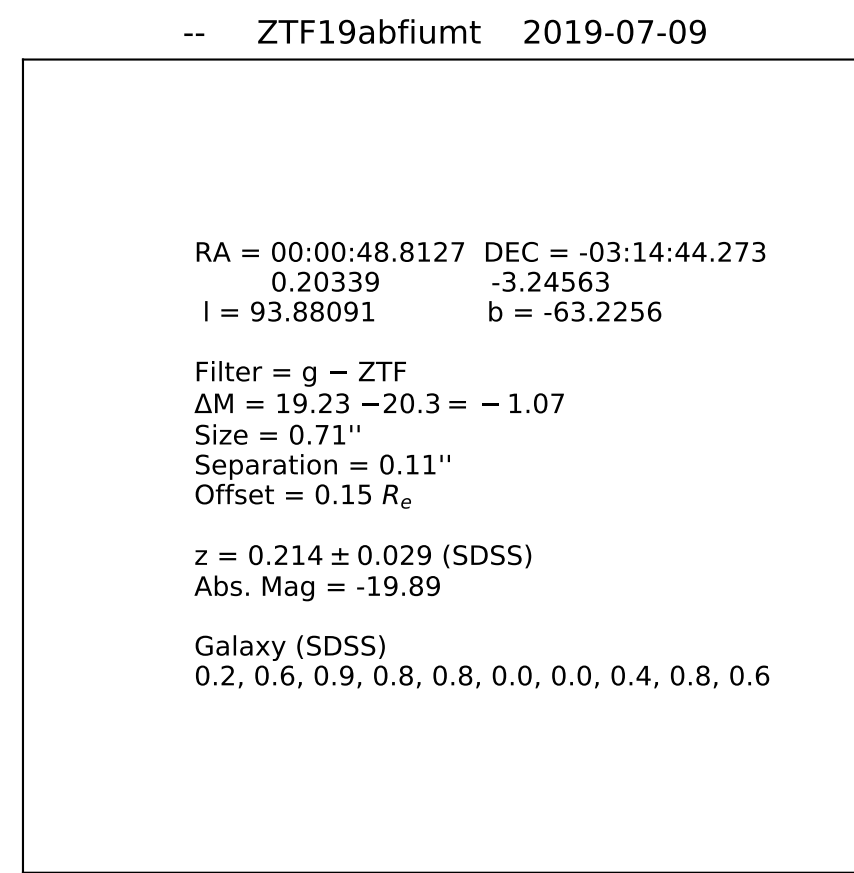 -- ZTF19abfiumt 2019-07-09
RA = 00:00:48.8127 DEC = -03:14:44.273
0.20339 -3.24563
l = 93.88091 b = -63.2256
Filter = g − ZTF
ΔM = 19.23 −20.3 = − 1.07
Size = 0.71''
Separation = 0.11''
Offset = 0.15 Rₑ
z = 0.214 ± 0.029 (SDSS)
Abs. Mag = -19.89
Galaxy (SDSS)
0.2, 0.6, 0.9, 0.8, 0.8, 0.0, 0.0, 0.4, 0.8, 0.6